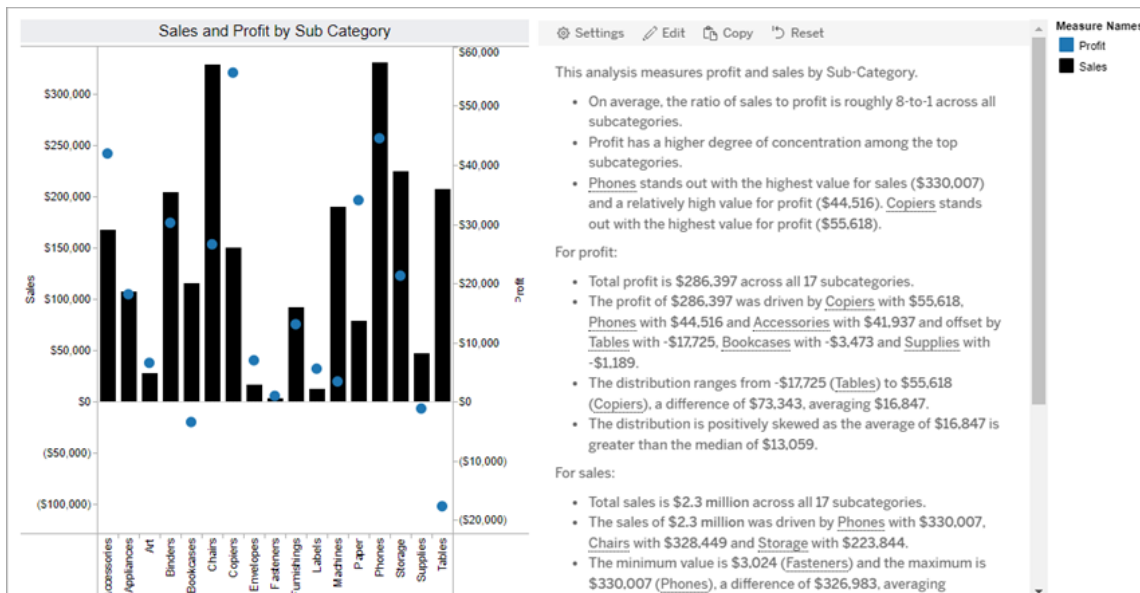 Sales and Profit by Sub Category
$300,000
$250,000
$200,000
$150,000
$100,000
$50,000
$0
($50,000)
($100,000)
Sales
$60,000
$50,000
$40,000
$30,000
$20,000
$10,000
$0
($10,000)
($20,000)
Profit
Appliances
Art
Binders
Bookcases
Chairs
Copiers
Envelopes
Fasteners
Labels
Machines
Paper
Phones
Storage
Supplies
Tables
Settings Edit Copy Reset
This analysis measures profit and sales by Sub-Category.
• On average, the ratio of sales to profit is roughly 8-to-1 across all
subcategories.
• Profit has a higher degree of concentration among the top
subcategories.
• Phones stands out with the highest value for sales ($330,007)
and a relatively high value for profit ($44,516). Copiers stands
out with the highest value for profit ($55,618).
For profit:
• Total profit is $286,397 across all 17 subcategories.
• The profit of $286,397 was driven by Copiers with $55,618,
Phones with $44,516 and Accessories with $41,937 and offset by
Tables with -$17,725, Bookcases with -$3,473 and Supplies with
-$1,189.
• The distribution ranges from -$17,725 (Tables) to $55,618
(Copiers), a difference of $73,343, averaging $16,847.
• The distribution is positively skewed as the average of $16,847 is
greater than the median of $13,059.
For sales:
• Total sales is $2.3 million across all 17 subcategories.
• The sales of $2.3 million was driven by Phones with $330,007,
Chairs with $328,449 and Storage with $223,844.
• The minimum value is $3,024 (Fasteners) and the maximum is
$330,007 (Phones), a difference of $326,983, averaging
Measure Names
Profit
Sales